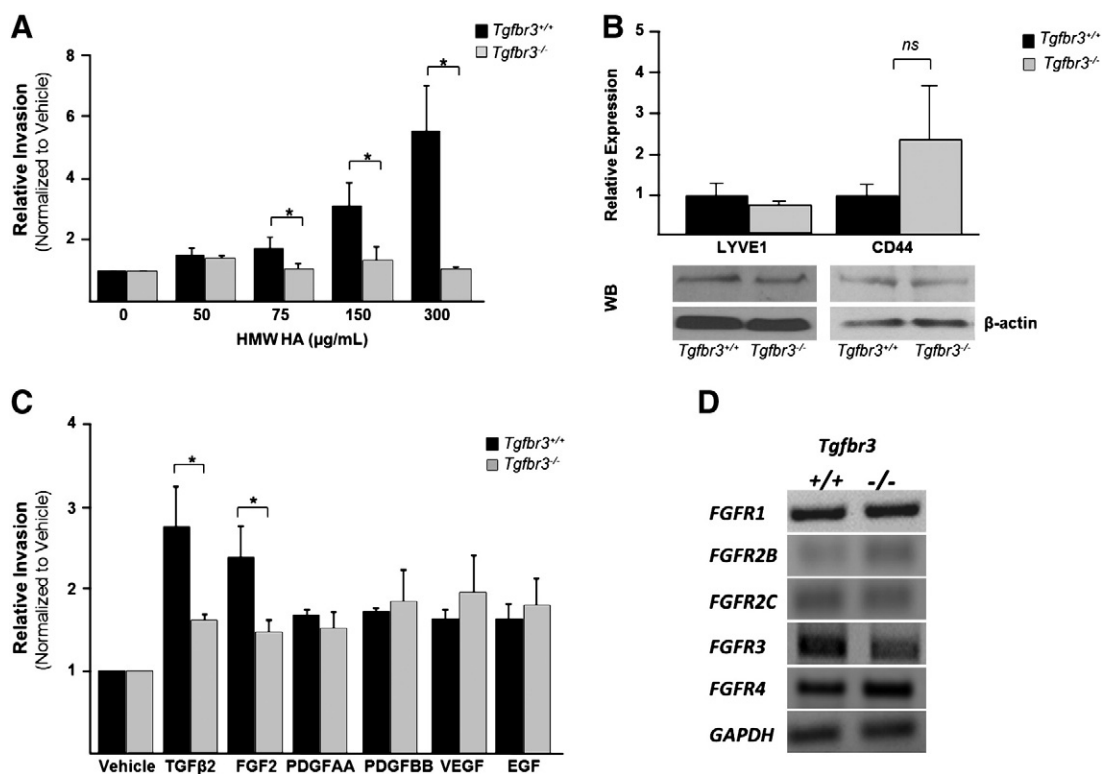 A
Tgfbr3+/+
Tgfbr3-/-
Relative Invasion
(Normalized to Vehicle)
8
6
4
2
*
*
*
0 50 75 150 300
HMW HA (µg/mL)
B
Tgfbr3+/+
Tgfbr3-/-
Relative Expression
5
4
3
2
1
ns
LYVE1 CD44
WB
β-actin
Tgfbr3+/+ Tgfbr3-/- Tgfbr3+/+ Tgfbr3-/-
C
Tgfbr3+/+
Tgfbr3-/-
Relative Invasion
(Normalized to Vehicle)
4
3
2
1
*
*
Vehicle TGFβ2 FGF2 PDGFAA PDGFBB VEGF EGF
D
Tgfbr3
+/+ -/-
FGFR1
FGFR2B
FGFR2C
FGFR3
FGFR4
GAPDH